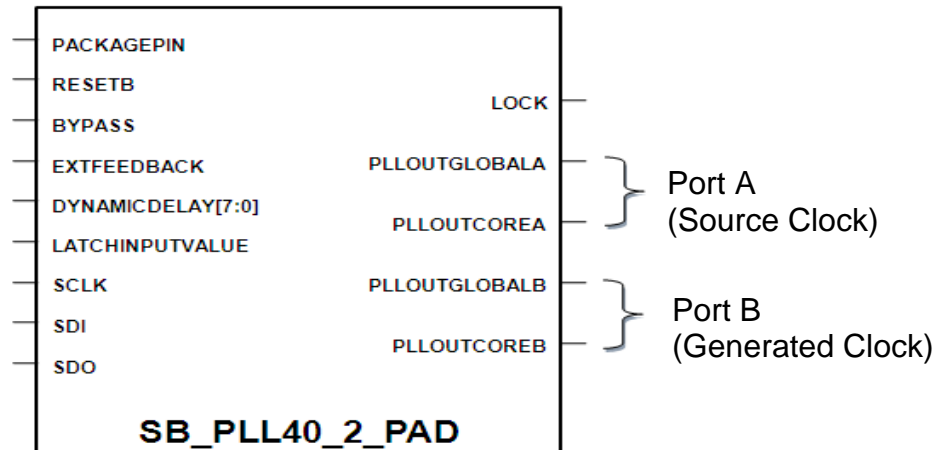 PACKAGEPIN
RESETB
BYPASS
EXTFEEDBACK
DYNAMICDELAY[7:0]
LATCHINPUTVALUE
SCLK
SDI
SDO
LOCK
PLLOUTGLOBALA
PLLOUTCOREA
PLLOUTGLOBALB
PLLOUTCOREB
Port A
(Source Clock)
Port B
(Generated Clock)
SB_PLL40_2_PAD